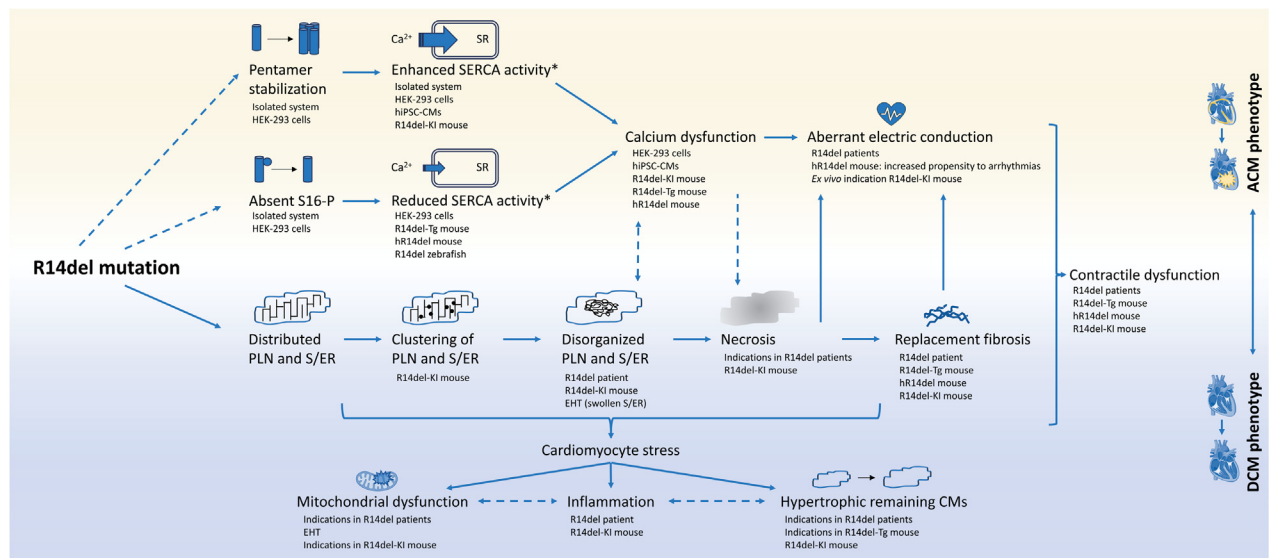 Ca2+
SR
Pentamer
stabilization
Isolated system
HEK-293 cells
Ca2+
SR
Enhanced SERCA activity*
Isolated system
HEK-293 cells
hiPSC-CMs
R14del-KI mouse
Absent S16-P
Isolated system
HEK-293 cells
Reduced SERCA activity*
HEK-293 cells
R14del-Tg mouse
hR14del mouse
R14del zebrafish
Calcium dysfunction
HEK-293 cells
hiPSC-CMs
R14del-KI mouse
R14del-Tg mouse
hR14del mouse
Aberrant electric conduction
R14del patients
hR14del mouse: increased propensity to arrhythmias
Ex vivo indication R14del-KI mouse
R14del mutation
Distributed
PLN and S/ER
Clustering of
PLN and S/ER
R14del-KI mouse
Disorganized
PLN and S/ER
R14del patient
R14del-KI mouse
EHT (swollen S/ER)
Necrosis
Indications in R14del patients
R14del-KI mouse
Replacement fibrosis
R14del patient
R14del-Tg mouse
hR14del mouse
R14del-KI mouse
Contractile dysfunction
R14del patients
R14del-Tg mouse
hR14del mouse
R14del-KI mouse
Cardiomyocyte stress
Mitochondrial dysfunction
Indications in R14del patients
EHT
Indications in R14del-KI mouse
Inflammation
R14del patient
R14del-KI mouse
Hypertrophic remaining CMs
Indications in R14del patients
Indications in R14del-Tg mouse
R14del-KI mouse
ACM phenotype
DCM phenotype